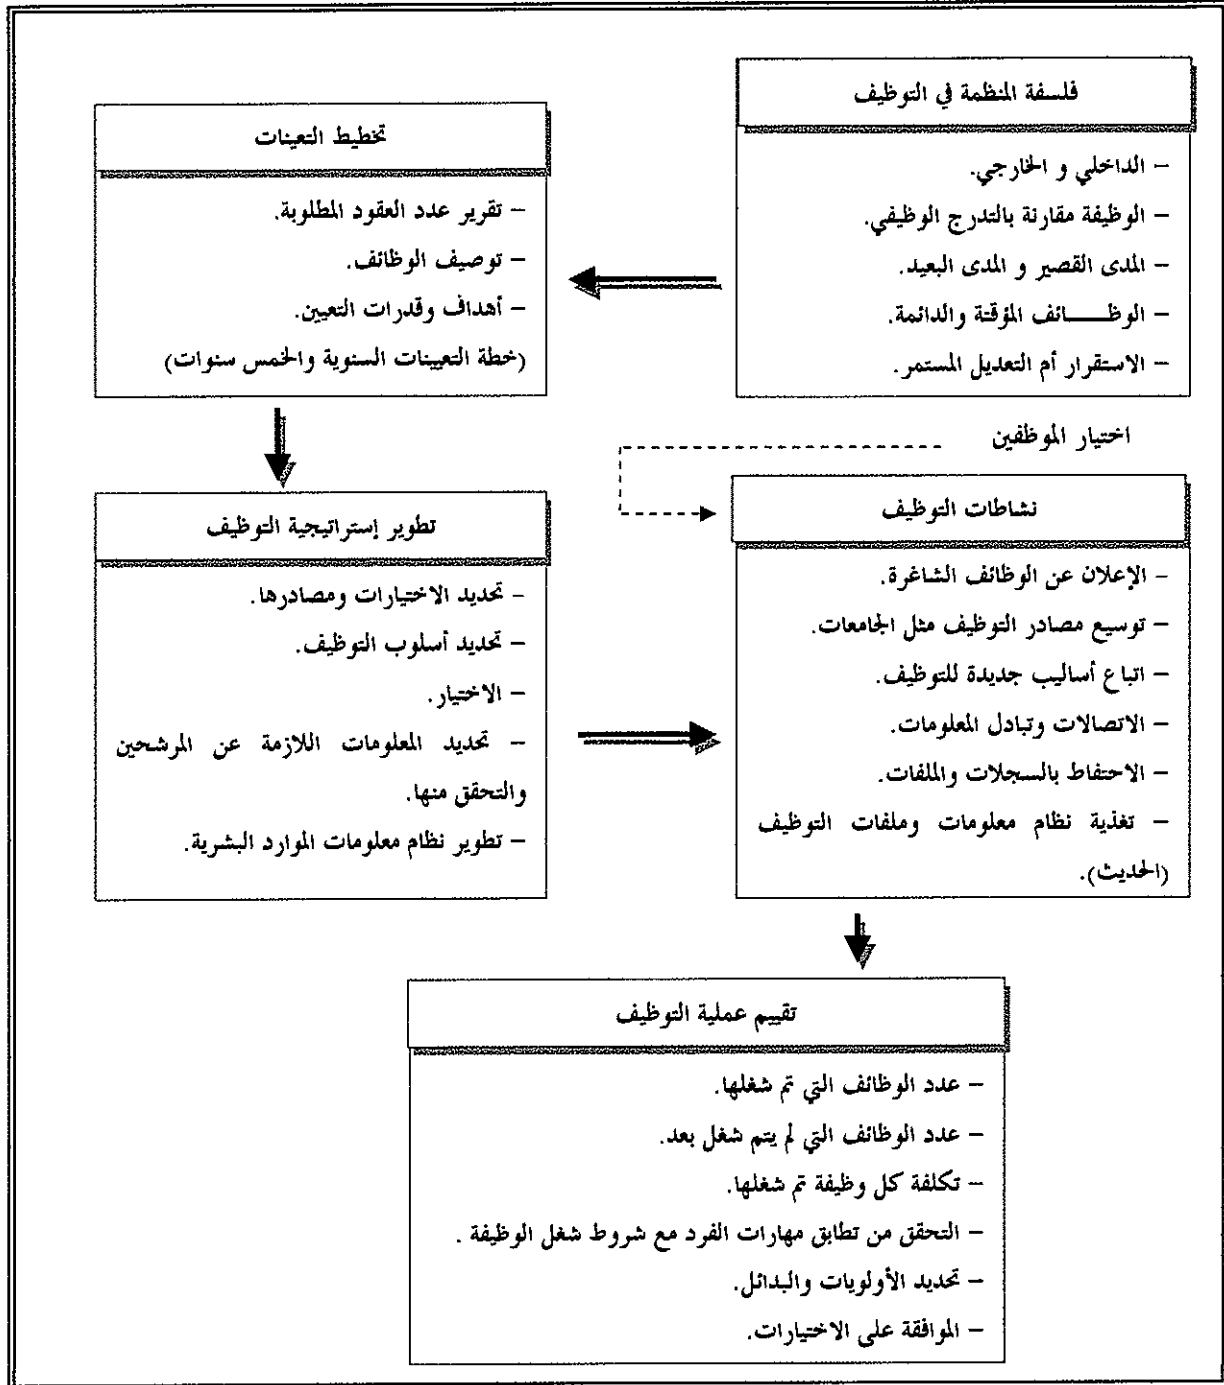 فلسفة المنظمة في التوظيف
– الداخلي و الخارجي.
– الوظيفة مقارنة بالتدرج الوظيفي.
– المدى القصير و المدى البعيد.
– الوظـــــائف المؤقتة والدائمة.
– الاستقرار أم التعديل المستمر.
تخطيط التعينات
– تقرير عدد العقود المطلوبة.
– توصيف الوظائف.
– أهداف وقدرات التعيين.
(خطة التعيينات السنوية والخمس سنوات)
تطوير إستراتيجية التوظيف
– تحديد الاختيارات ومصادرها.
– تحديد أسلوب التوظيف.
– الاختيار.
– تحديد المعلومات اللازمة عن المرشحين
والتحقق منها.
– تطوير نظام معلومات الموارد البشرية.
اختيار الموظفين
نشاطات التوظيف
– الإعلان عن الوظائف الشاغرة.
– توسيع مصادر التوظيف مثل الجامعات.
– اتباع أساليب جديدة للتوظيف.
– الاتصالات وتبادل المعلومات.
– الاحتفاظ بالسجلات والملفات.
– تغذية نظام معلومات وملفات التوظيف
(الحديث).
تقييم عملية التوظيف
– عدد الوظائف التي تم شغلها.
– عدد الوظائف التي لم يتم شغل بعد.
– تكلفة كل وظيفة تم شغلها.
– التحقق من تطابق مهارات الفرد مع شروط شغل الوظيفة .
– تحديد الأولويات والبدائل.
– الموافقة على الاختيارات.